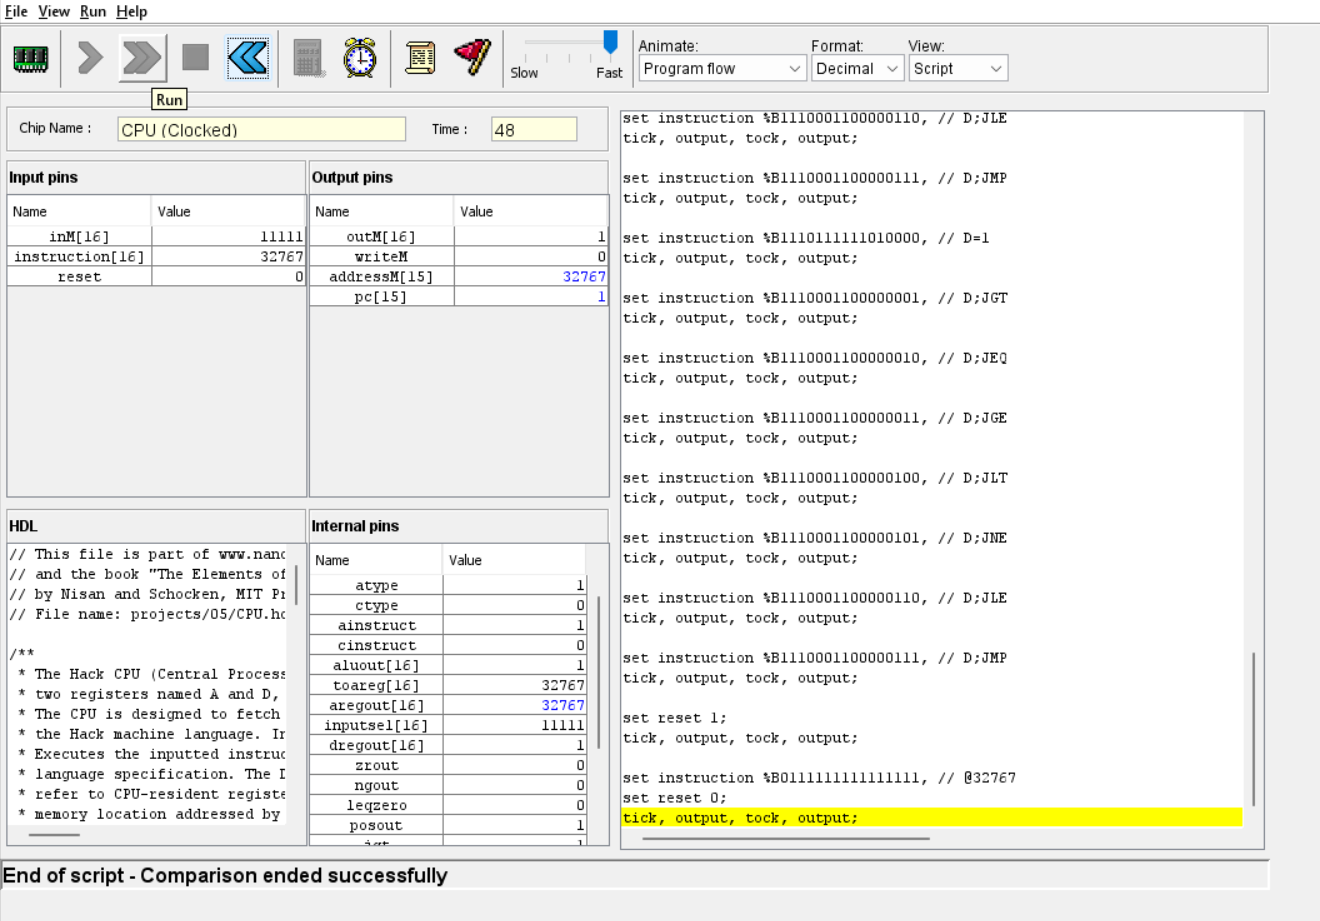 File View Run Help
Slow Fast
Animate: Format: View:
Program flow Decimal Script
Run
Chip Name : CPU (Clocked) Time : 48
Input pins
Name Value
inM[16] 11111
instruction[16] 32767
reset 0
Output pins
Name Value
outM[16] 1
writeM 0
addressM[15] 32767
pc[15] 1
HDL
// This file is part of www.nand
// and the book "The Elements of
// by Nisan and Schocken, MIT Pr
// File name: projects/05/CPU.hd
/**
* The Hack CPU (Central Process
* two registers named A and D,
* The CPU is designed to fetch
* the Hack machine language. In
* Executes the inputted instruc
* language specification. The D
* refer to CPU-resident registe
* memory location addressed by
Internal pins
Name Value
atype 1
ctype 0
ainstruct 1
cinstruct 0
aluout[16] 1
toareg[16] 32767
aregout[16] 32767
inputsel[16] 11111
dregout[16] 1
zrout 0
ngout 0
leqzero 0
posout 1
jgt 1
set instruction %B1110001100000110, // D;JLE
tick, output, tock, output;
set instruction %B1110001100000111, // D;JMP
tick, output, tock, output;
set instruction %B1110111111010000, // D=1
tick, output, tock, output;
set instruction %B1110001100000001, // D;JGT
tick, output, tock, output;
set instruction %B1110001100000010, // D;JEQ
tick, output, tock, output;
set instruction %B1110001100000011, // D;JGE
tick, output, tock, output;
set instruction %B1110001100000100, // D;JLT
tick, output, tock, output;
set instruction %B1110001100000101, // D;JNE
tick, output, tock, output;
set instruction %B1110001100000110, // D;JLE
tick, output, tock, output;
set instruction %B1110001100000111, // D;JMP
tick, output, tock, output;
set reset 1;
tick, output, tock, output;
set instruction %B0111111111111111, // @32767
set reset 0;
tick, output, tock, output;
End of script - Comparison ended successfully